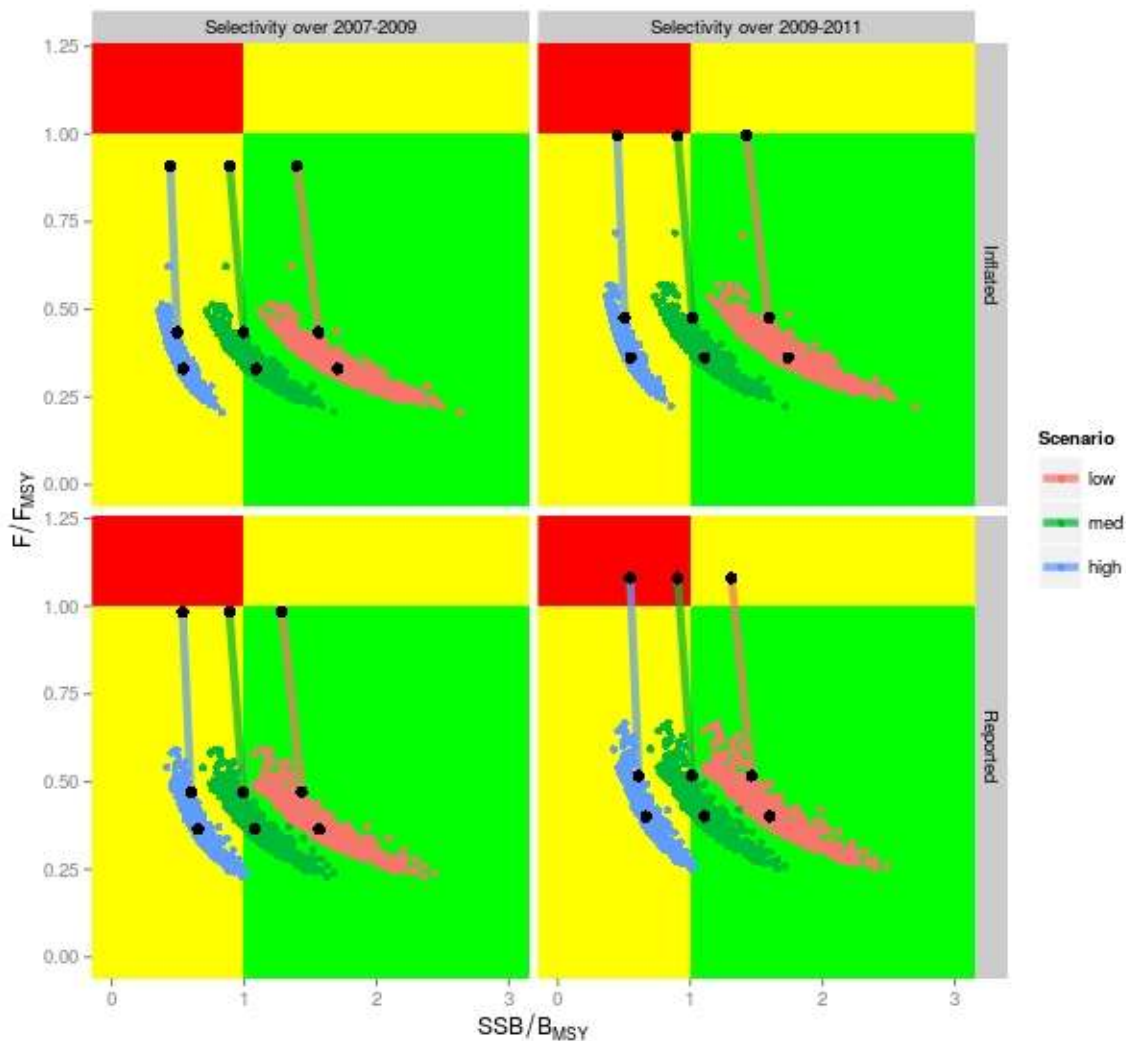 Selectivity over 2007-2009
Selectivity over 2009-2011
1.25
1.00
0.75
0.50
0.25
0.00
Inflated
1.25
1.00
0.75
0.50
0.25
0.00
Reported
F/FMSY
0 1 2 3
0 1 2 3
SSB/BMSY
Scenario
low
med
high